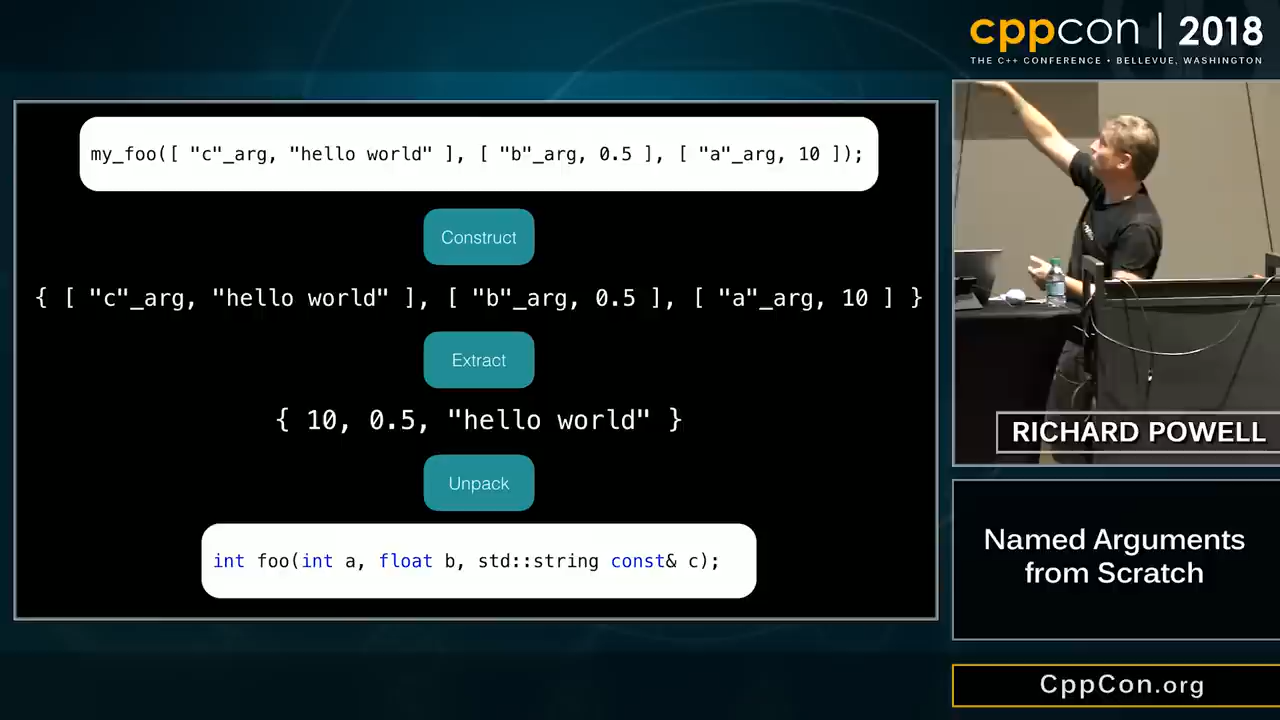 cppcon | 2018
THE C++ CONFERENCE • BELLEVUE, WASHINGTON
my_foo([ "c"_arg, "hello world" ], [ "b"_arg, 0.5 ], [ "a"_arg, 10 ]);
Construct
{ [ "c"_arg, "hello world" ], [ "b"_arg, 0.5 ], [ "a"_arg, 10 ] }
Extract
{ 10, 0.5, "hello world" }
Unpack
int foo(int a, float b, std::string const& c);
RICHARD POWELL
Named Arguments
from Scratch
CppCon.org